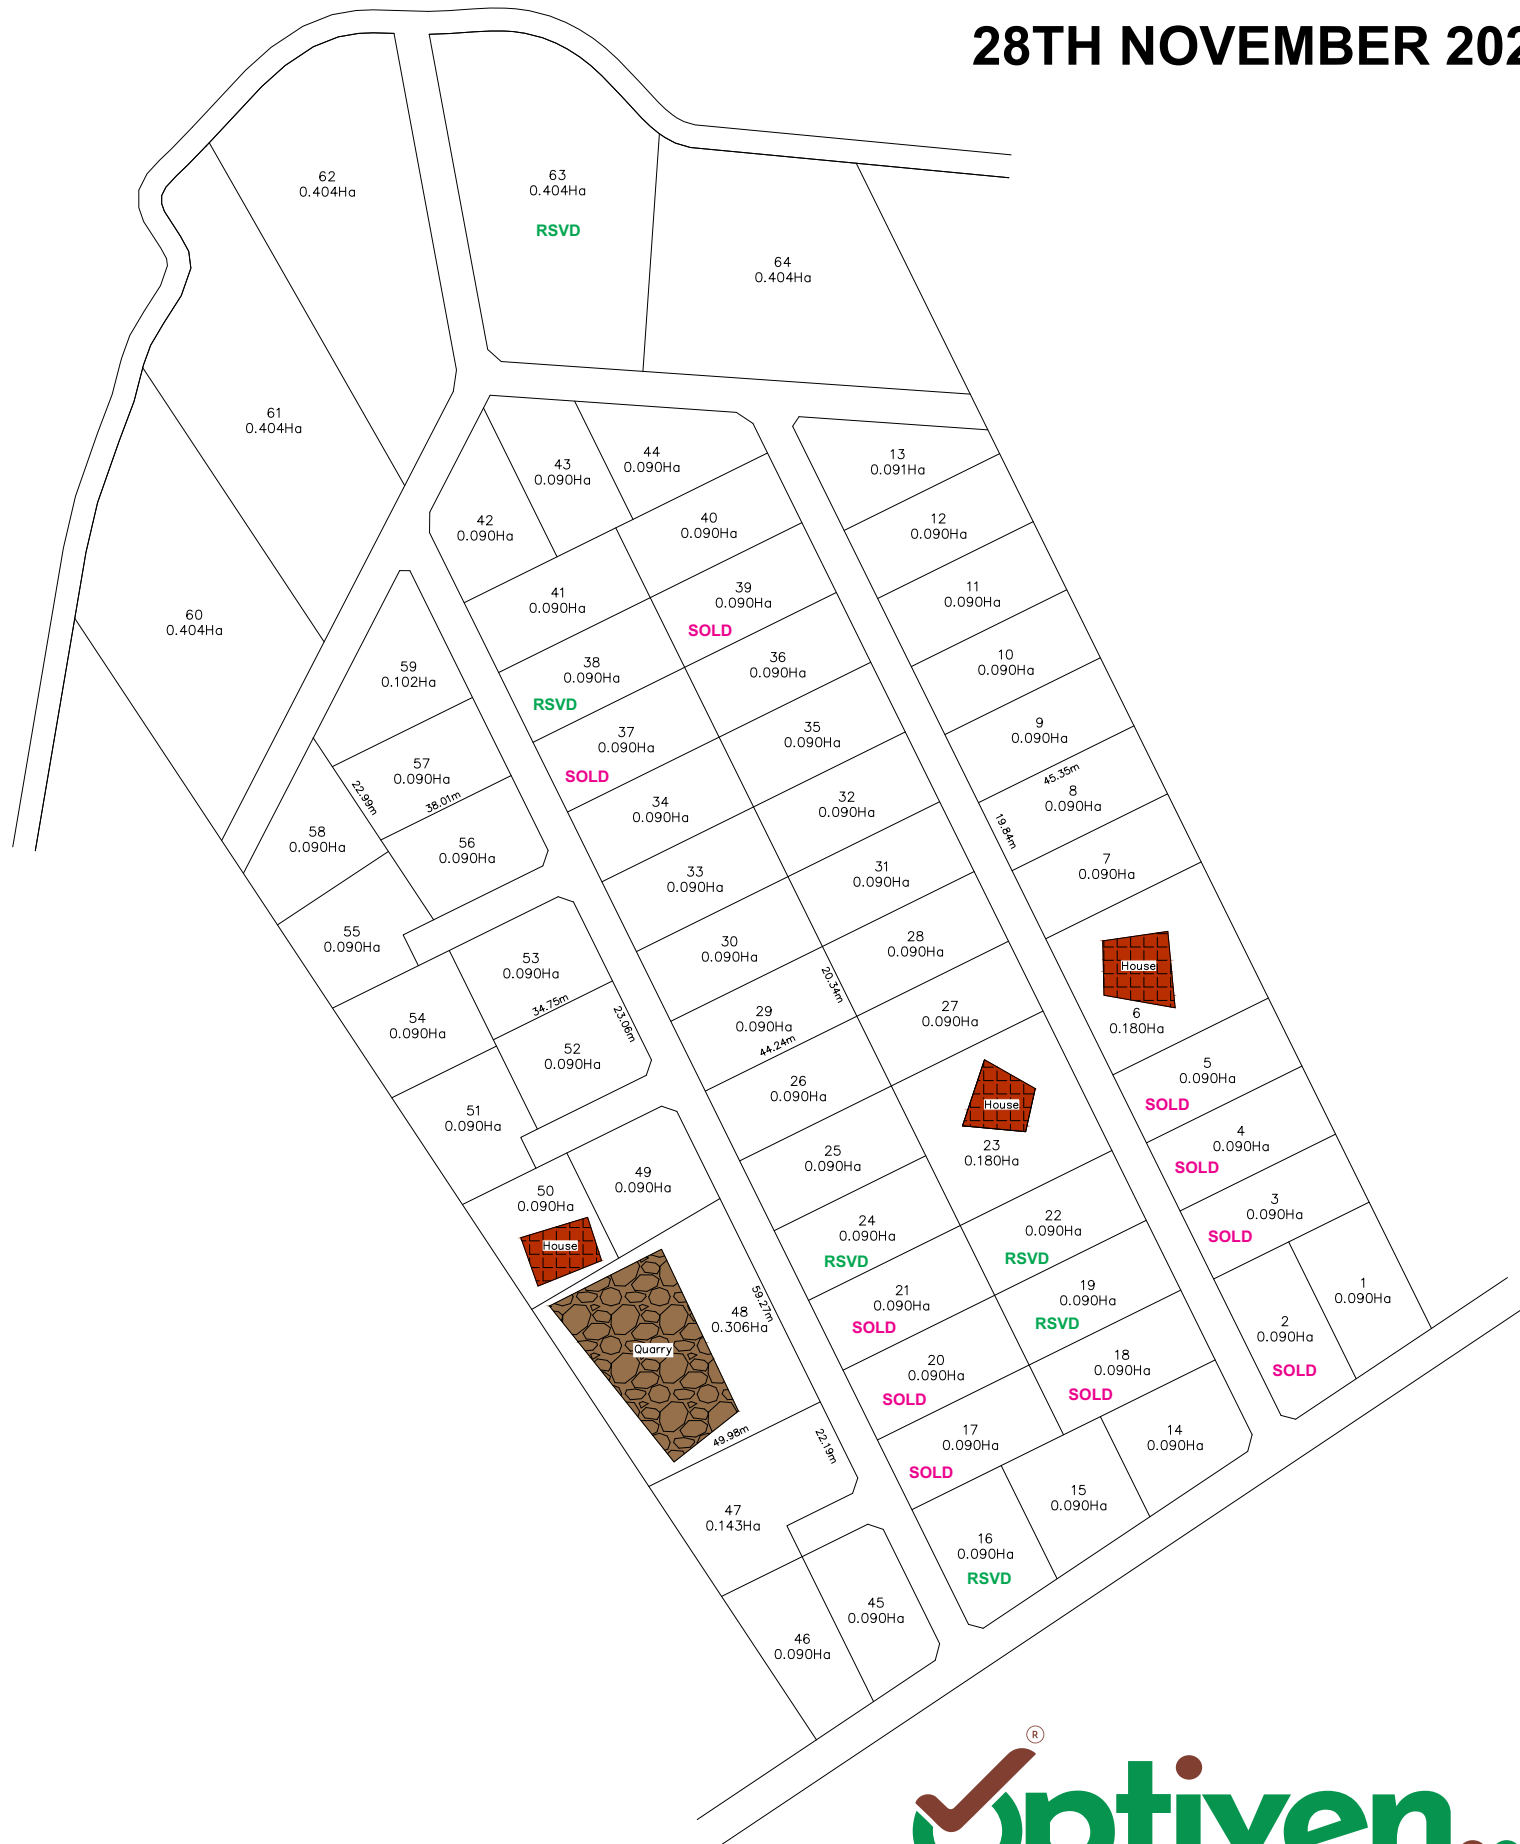 28TH NOVEMBER 202
62
0.404Ha
63
0.404Ha
RSVD
64
0.404Ha
61
0.404Ha
60
0.404Ha
44
0.090Ha
43
0.090Ha
42
0.090Ha
13
0.091Ha
12
0.090Ha
40
0.090Ha
41
0.090Ha
39
0.090Ha
SOLD
11
0.090Ha
38
0.090Ha
RSVD
36
0.090Ha
10
0.090Ha
59
0.102Ha
37
0.090Ha
SOLD
35
0.090Ha
9
0.090Ha
57
0.090Ha
38.01m
22.99m
45.35m
8
0.090Ha
19.84m
34
0.090Ha
32
0.090Ha
58
0.090Ha
56
0.090Ha
33
0.090Ha
31
0.090Ha
7
0.090Ha
55
0.090Ha
53
0.090Ha
34.75m
30
0.090Ha
28
0.090Ha
20.34m
House
6
0.180Ha
54
0.090Ha
52
0.090Ha
23.06m
29
0.090Ha
44.24m
27
0.090Ha
5
0.090Ha
SOLD
51
0.090Ha
26
0.090Ha
House
23
0.180Ha
4
0.090Ha
SOLD
50
0.090Ha
House
49
0.090Ha
25
0.090Ha
3
0.090Ha
SOLD
24
0.090Ha
RSVD
22
0.090Ha
RSVD
59.27m
48
0.306Ha
Quarry
49.98m
22.19m
21
0.090Ha
SOLD
19
0.090Ha
RSVD
1
0.090Ha
2
0.090Ha
SOLD
20
0.090Ha
SOLD
18
0.090Ha
SOLD
17
0.090Ha
SOLD
14
0.090Ha
15
0.090Ha
47
0.143Ha
16
0.090Ha
RSVD
45
0.090Ha
46
0.090Ha
®
Optiven